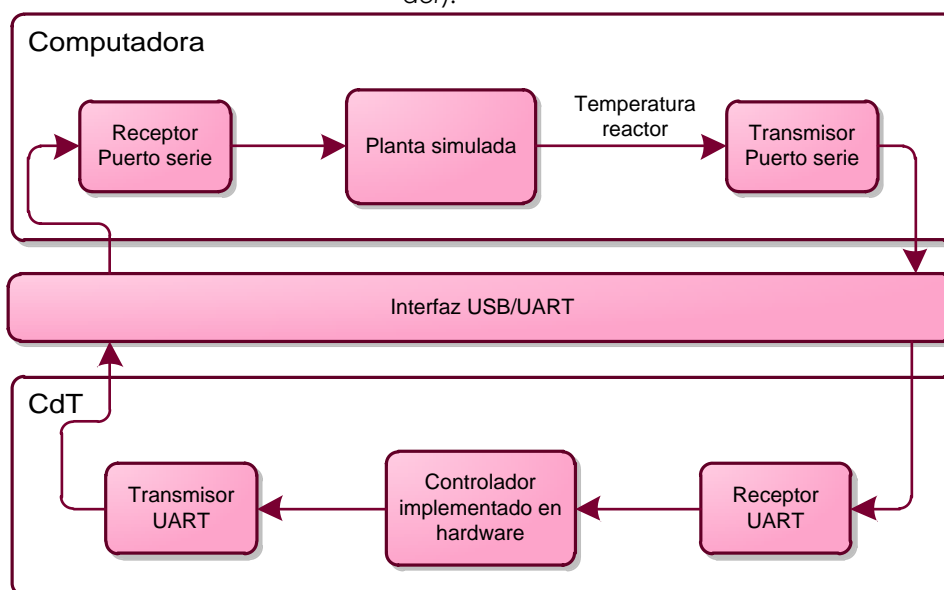 Computadora
Receptor
Puerto serie
Planta simulada
Temperatura
reactor
Transmisor
Puerto serie
Interfaz USB/UART
CdT
Transmisor
UART
Controlador
implementado en
hardware
Receptor
UART